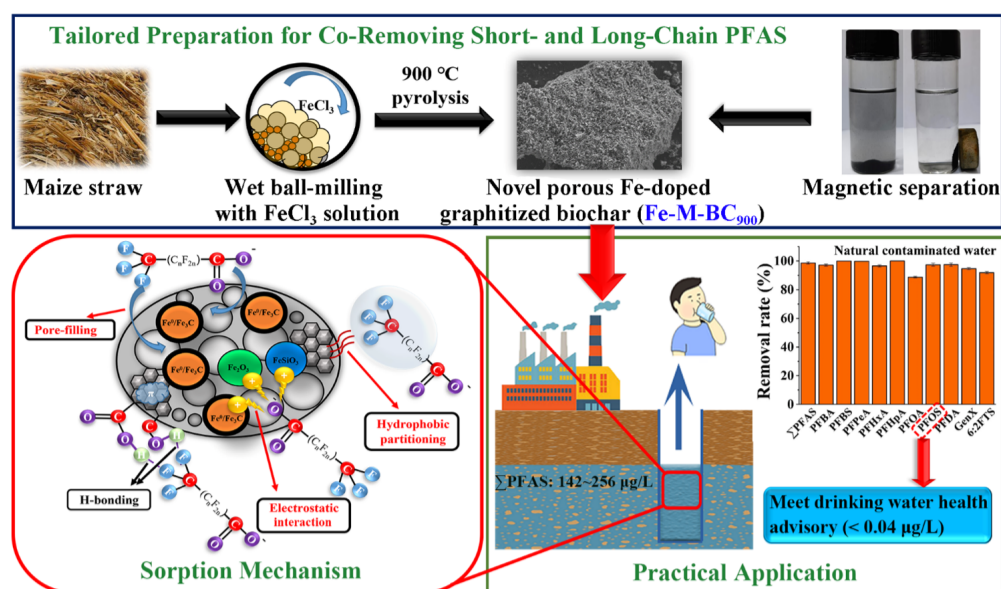 Tailored Preparation for Co-Removing Short- and Long-Chain PFAS
Maize straw
FeCl₃
Wet ball-milling
with FeCl₃ solution
900 °C
pyrolysis
Novel porous Fe-doped
graphitized biochar (Fe-M-BC₉₀₀)
Magnetic separation
F
F
F
C
(CₙF₂ₙ)
C
O
O
-
Pore-filling
Fe⁰/Fe₃C
Fe⁰/Fe₃C
Fe⁰/Fe₃C
Fe₂O₃
FeSiO₃
Fe⁰/Fe₃C
π
+
+
+
F
F
F
C
(CₙF₂ₙ)
C
O
O
-
Hydrophobic
partitioning
O
C
O
C
O
H
H
O
C
O
(CₙF₂ₙ)
C
F
F
F
F
F
F
C
(CₙF₂ₙ)
C
O
O
-
H-bonding
Electrostatic
interaction
Sorption Mechanism
∑PFAS: 142~256 μg/L
Natural contaminated water
Removal rate (%)
100
80
60
40
20
0
∑PFAS
PFBA
PFBS
PFPeA
PFHxA
PFHpA
PFOA
PFOS
PFDA
GenX
6:2FTS
Meet drinking water health
advisory (< 0.04 μg/L)
Practical Application